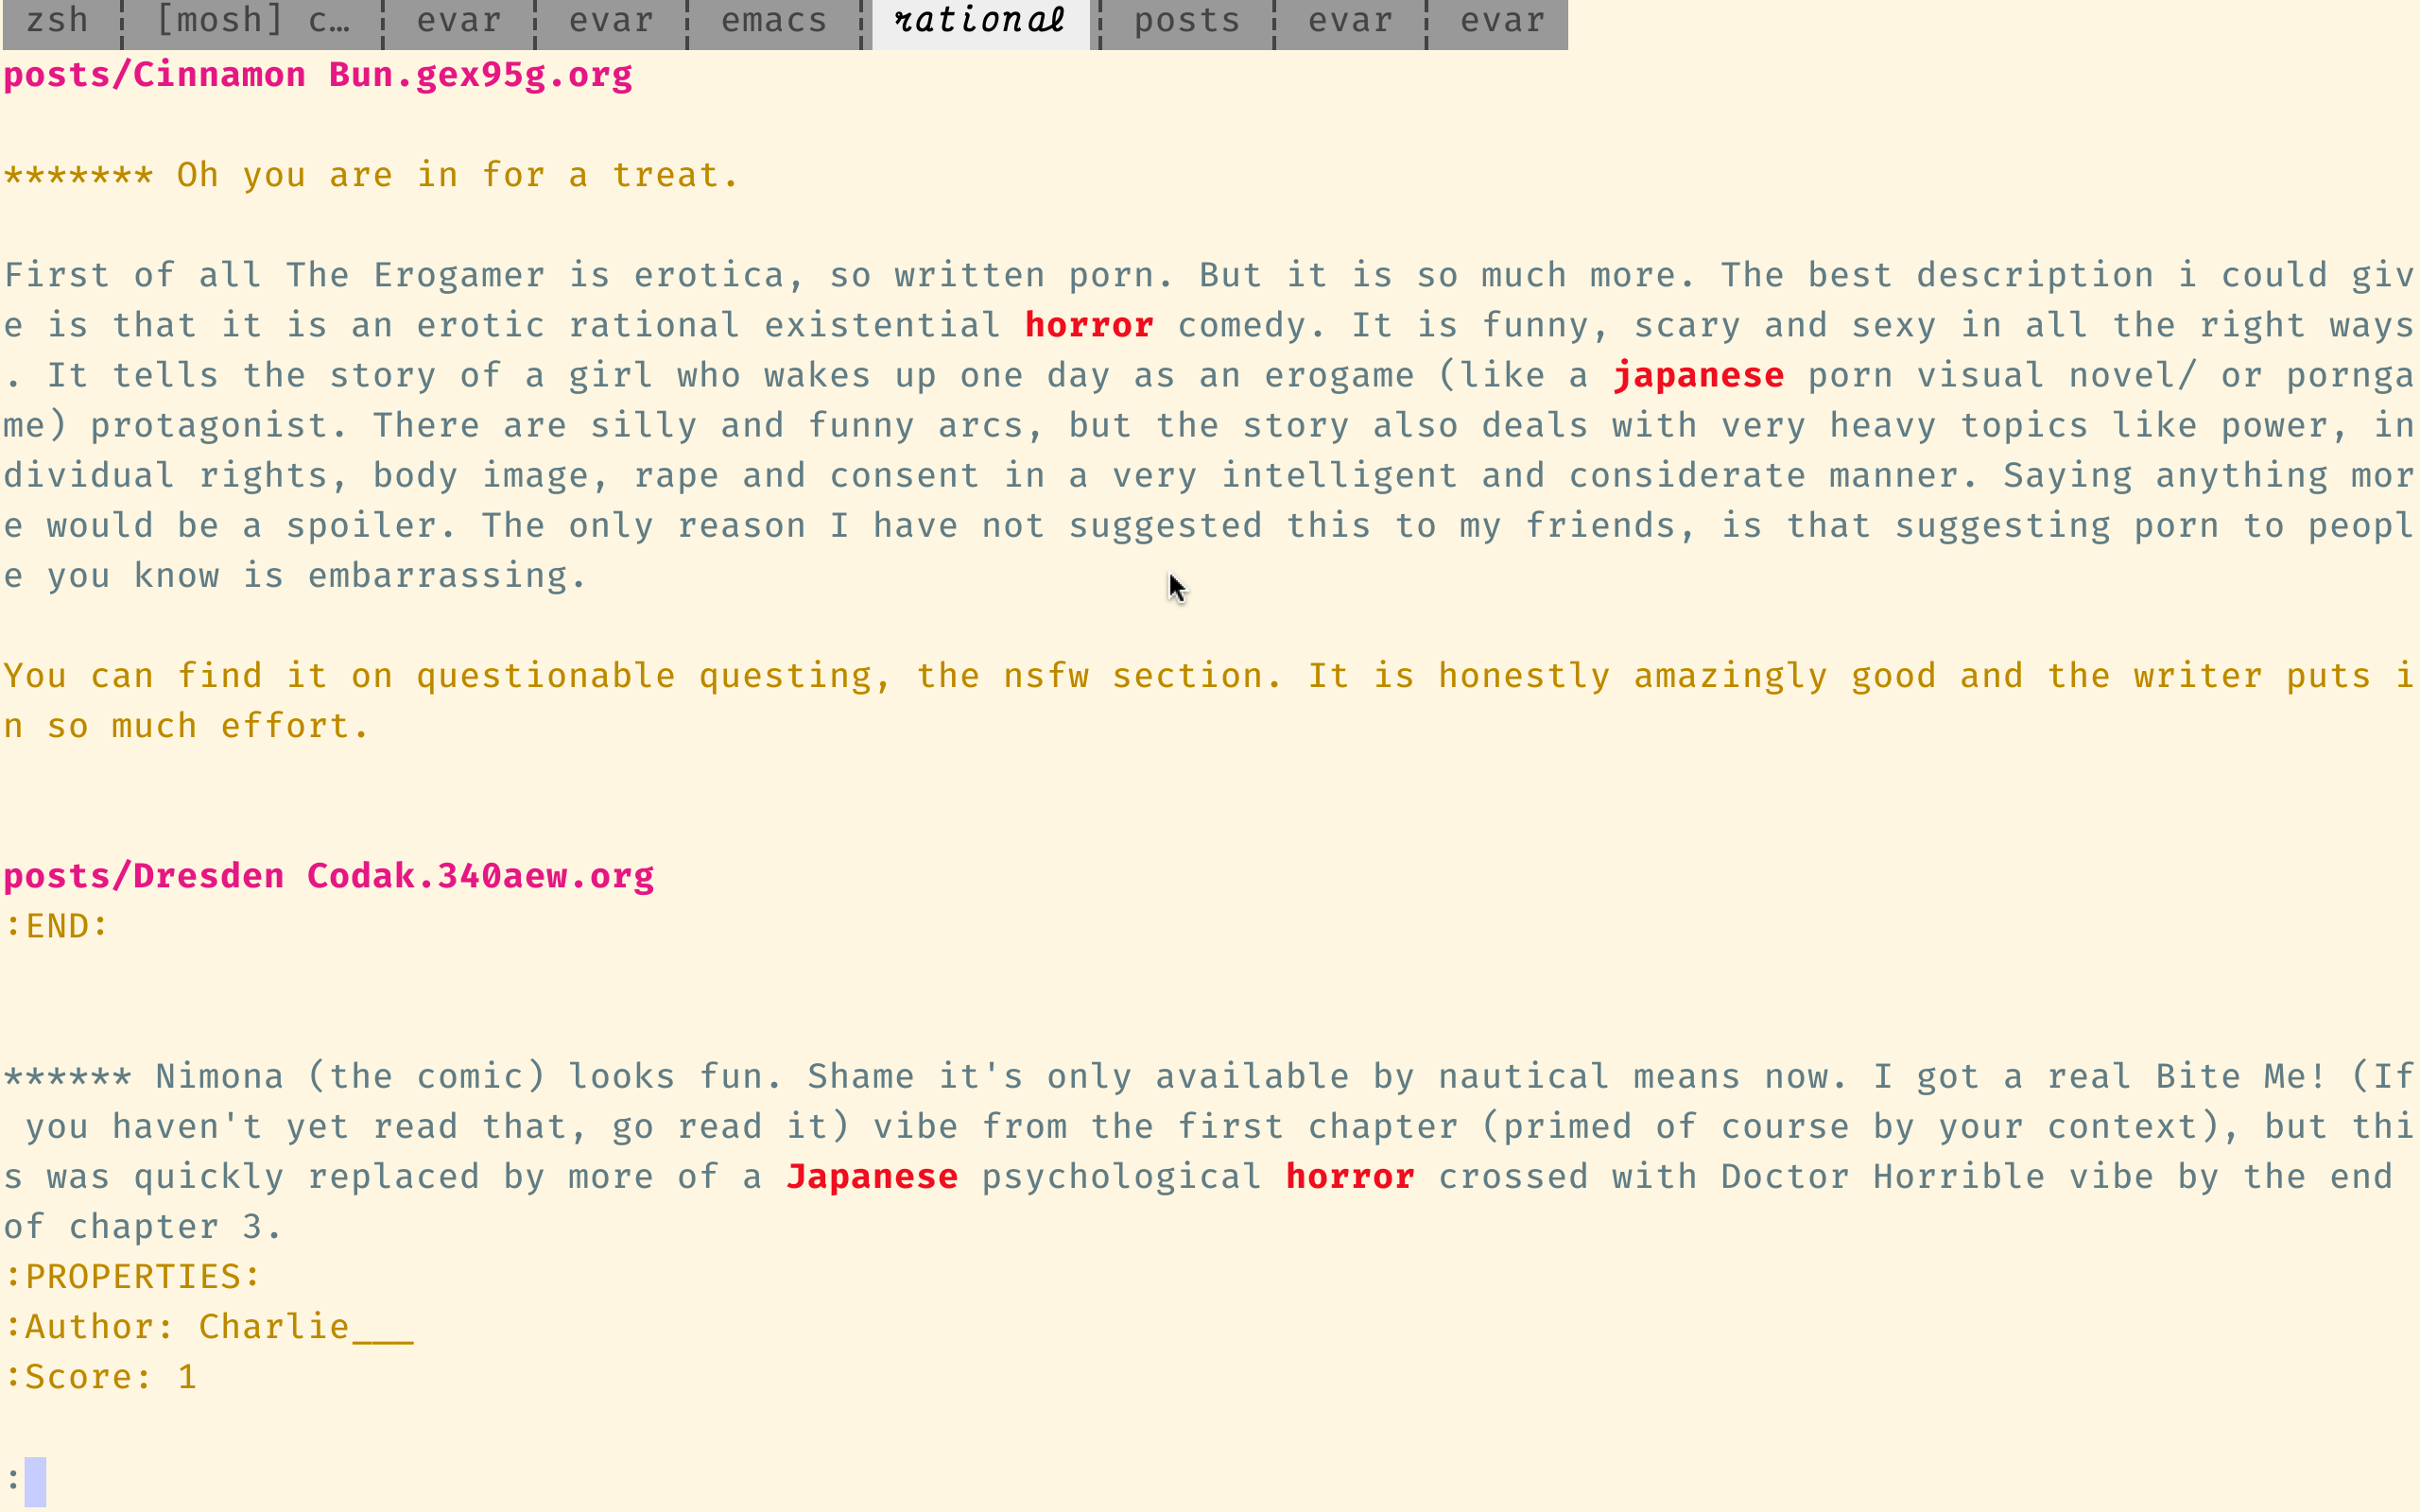 zsh ¦ [mosh] c… ¦ evar ¦ evar ¦ emacs ¦ rational ¦ posts ¦ evar ¦ evar
posts/Cinnamon Bun.gex95g.org
******* Oh you are in for a treat.
First of all The Erogamer is erotica, so written porn. But it is so much more. The best description i could giv
e is that it is an erotic rational existential horror comedy. It is funny, scary and sexy in all the right ways
. It tells the story of a girl who wakes up one day as an erogame (like a japanese porn visual novel/ or pornga
me) protagonist. There are silly and funny arcs, but the story also deals with very heavy topics like power, in
dividual rights, body image, rape and consent in a very intelligent and considerate manner. Saying anything mor
e would be a spoiler. The only reason I have not suggested this to my friends, is that suggesting porn to peopl
e you know is embarrassing.
You can find it on questionable questing, the nsfw section. It is honestly amazingly good and the writer puts i
n so much effort.
posts/Dresden Codak.340aew.org
:END:
****** Nimona (the comic) looks fun. Shame it's only available by nautical means now. I got a real Bite Me! (If
 you haven't yet read that, go read it) vibe from the first chapter (primed of course by your context), but thi
s was quickly replaced by more of a Japanese psychological horror crossed with Doctor Horrible vibe by the end
of chapter 3.
:PROPERTIES:
:Author: Charlie___
:Score: 1
: